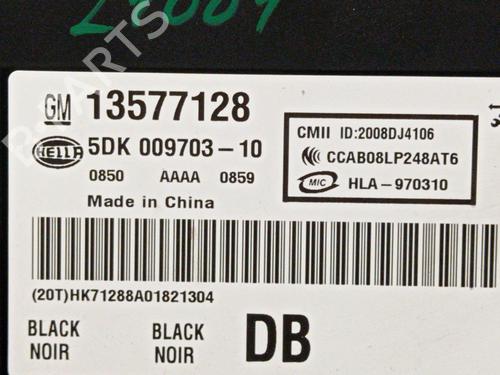 GM 13577128
HELLA 5DK 009703-10
0850 AAAA 0859
Made in China
CMII ID:2008DJ4106
CCAB08LP248AT6
MIC HLA-970310
(20T)HK71288A01821304
BLACK BLACK DB
NOIR NOIR
B-PARTS